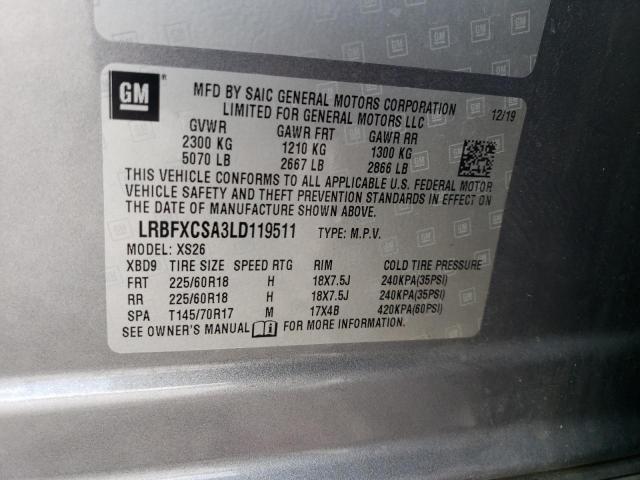 GM
MFD BY SAIC GENERAL MOTORS CORPORATION
LIMITED FOR GENERAL MOTORS LLC 12/19
GVWR GAWR FRT GAWR RR
2300 KG 1210 KG 1300 KG
5070 LB 2667 LB 2866 LB
THIS VEHICLE CONFORMS TO ALL APPLICABLE U.S. FEDERAL MOTOR
VEHICLE SAFETY AND THEFT PREVENTION STANDARDS IN EFFECT ON
THE DATE OF MANUFACTURE SHOWN ABOVE.
LRBFXCSA3LD119511 TYPE: M.P.V.
MODEL: XS26
XBD9 TIRE SIZE SPEED RTG RIM COLD TIRE PRESSURE
FRT 225/60R18 H 18X7.5J 240KPA(35PSI)
RR 225/60R18 H 18X7.5J 240KPA(35PSI)
SPA T145/70R17 M 17X4B 420KPA(60PSI)
SEE OWNER'S MANUAL FOR MORE INFORMATION.